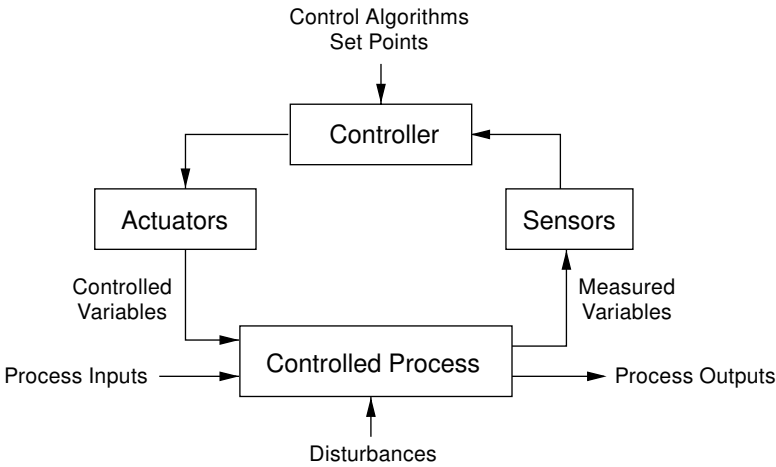 Control Algorithms
Set Points
Controller
Actuators
Sensors
Controlled
Variables
Measured
Variables
Controlled Process
Process Inputs
Process Outputs
Disturbances